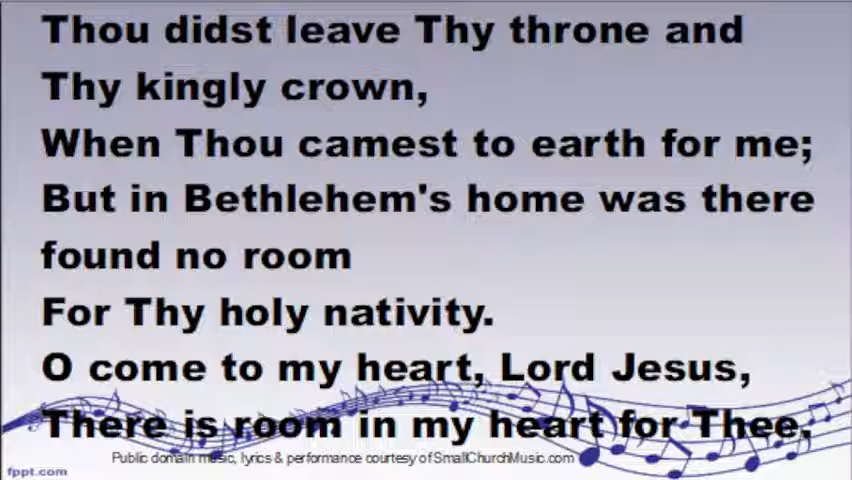 Thou didst leave Thy throne and
Thy kingly crown,
When Thou camest to earth for me;
But in Bethlehem's home was there
found no room
For Thy holy nativity.
O come to my heart, Lord Jesus,
There is room in my heart for Thee.
Public domain music, lyrics & performance courtesy of SmallChurchMusic.com
fppt.com